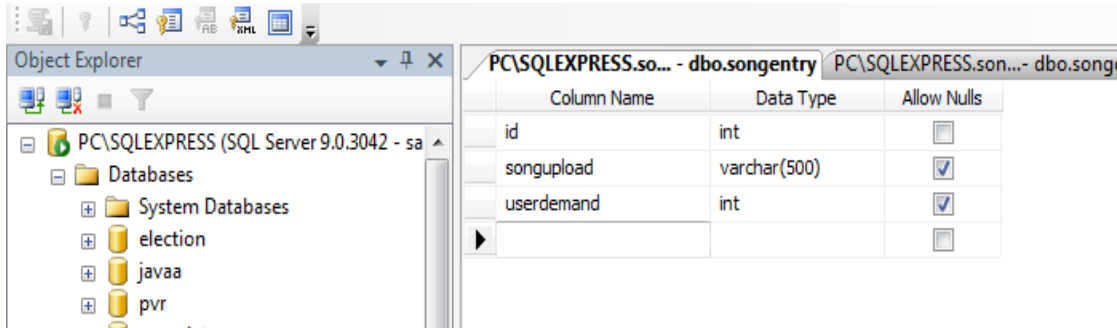 Object Explorer
PC\SQLEXPRESS (SQL Server 9.0.3042 - sa
Databases
System Databases
election
javaa
pvr
PC\SQLEXPRESS.so... - dbo.songentry PC\SQLEXPRESS.son...- dbo.songe
Column Name Data Type Allow Nulls
id int
songupload varchar(500)
userdemand int